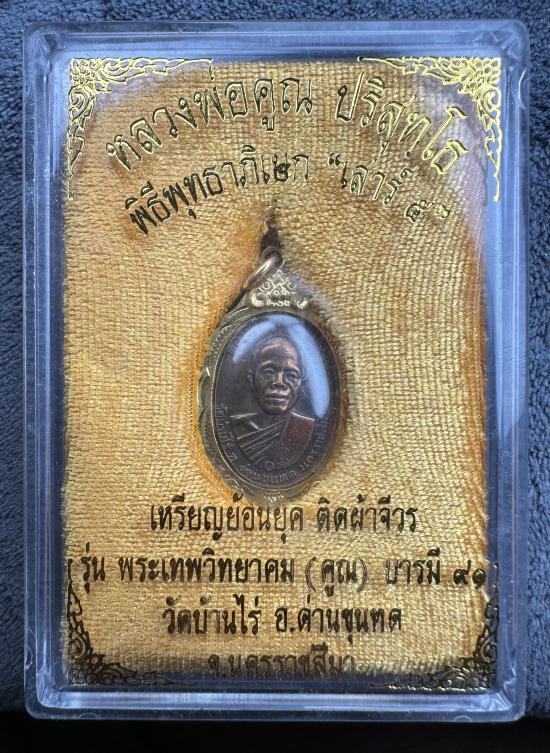 หลวงพ่อคูณ ปริสุทฺโธ
พิธีพุทธาภิเษก "เสาร์ ๕"
เหรียญย้อนยุค ติดผ้าจีวร
รุ่น พระเทพวิทยาคม (คูณ) บารมี ๙๑
วัดบ้านไร่ อ.ด่านขุนทด
จ.นครราชสีมา